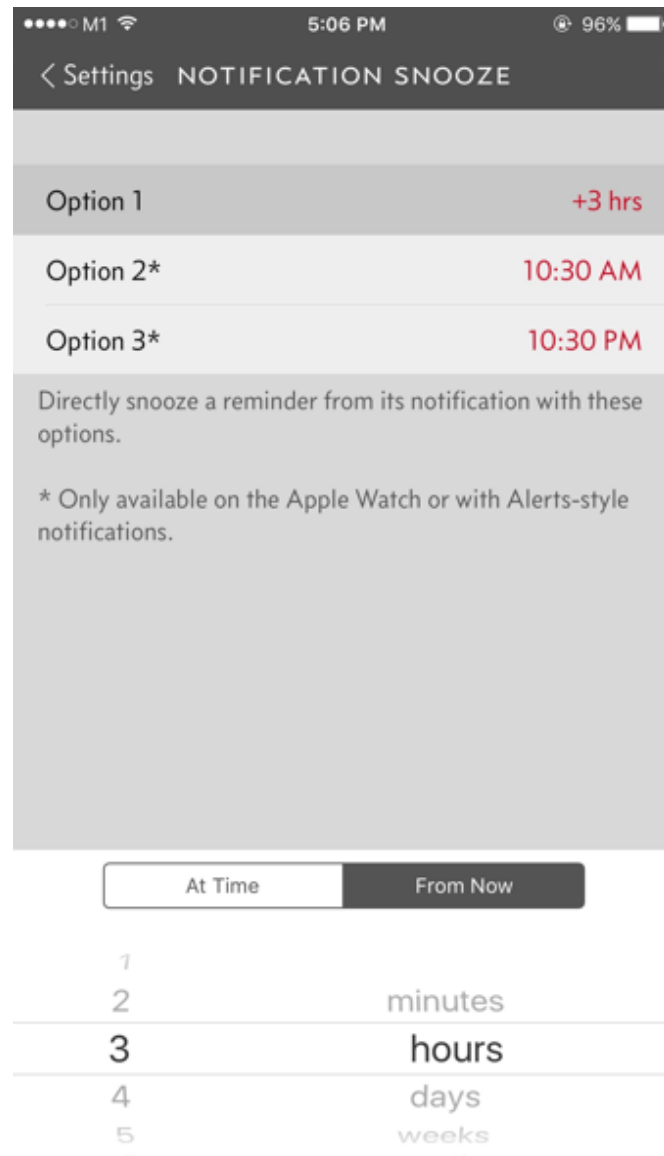 M1 5:06 PM 96%
Settings NOTIFICATION SNOOZE
Option 1 +3 hrs
Option 2* 10:30 AM
Option 3* 10:30 PM
Directly snooze a reminder from its notification with these
options.
* Only available on the Apple Watch or with Alerts-style
notifications.
At Time From Now
1
2 minutes
3 hours
4 days
5 weeks